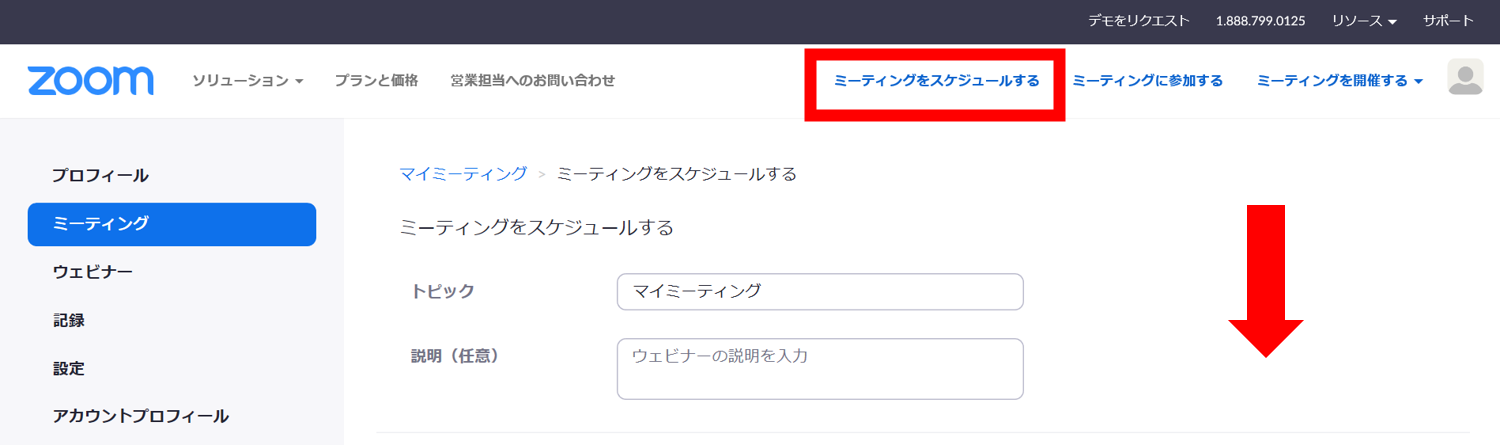 デモをリクエスト 1.888.799.0125 リソース サポート
zoom ソリューション プランと価格 営業担当へのお問い合わせ ミーティングをスケジュールする ミーティングに参加する ミーティングを開催する
プロフィール
ミーティング
ウェビナー
記録
設定
アカウントプロフィール
マイミーティング > ミーティングをスケジュールする
ミーティングをスケジュールする
トピック マイミーティング
説明（任意） ウェビナーの説明を入力